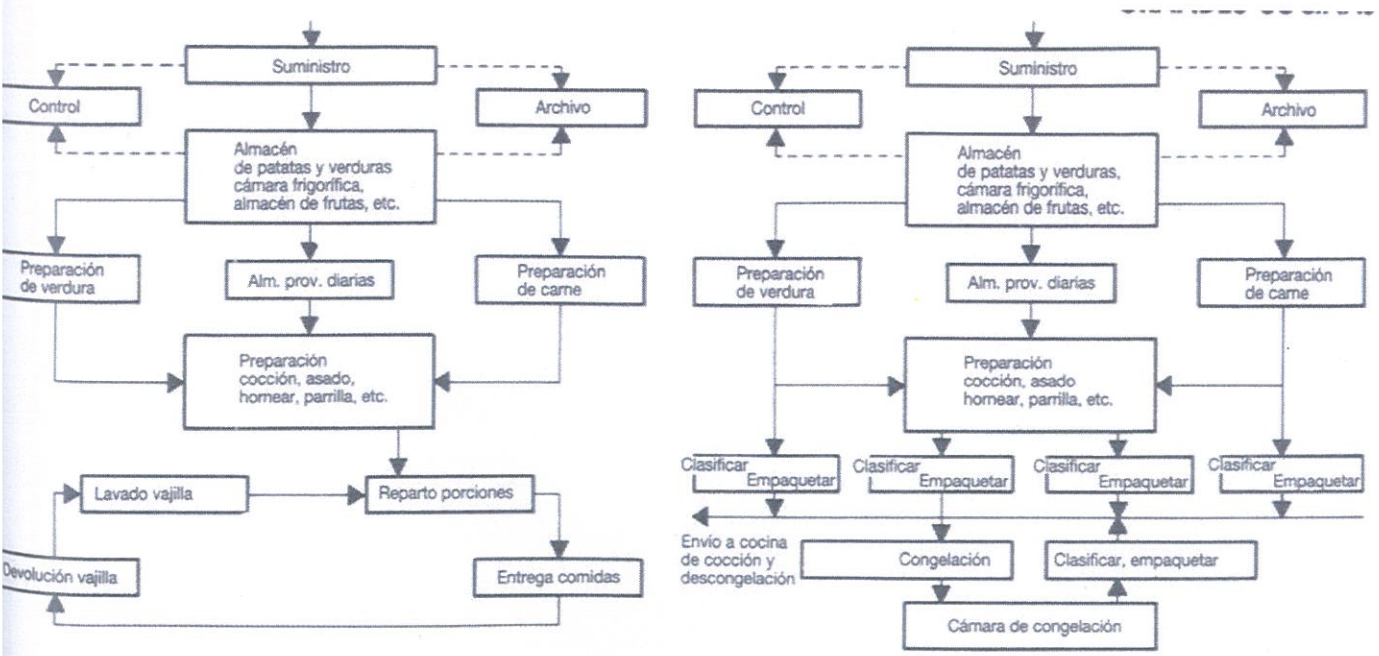 Suministro
Control
Archivo
Almacén
de patatas y verduras
cámara frigorífica,
almacén de frutas, etc.
Preparación
de verdura
Alm. prov. diarias
Preparación
de carne
Preparación
cocción, asado,
hornear, parrilla, etc.
Lavado vajilla
Reparto porciones
Devolución vajilla
Entrega comidas
Suministro
Control
Archivo
Almacén
de patatas y verduras,
cámara frigorífica,
almacén de frutas, etc.
Preparación
de verdura
Alm. prov. diarias
Preparación
de carne
Preparación
cocción, asado
hornear, parrilla, etc.
Clasificar
Empaquetar
Clasificar
Empaquetar
Clasificar
Empaquetar
Clasificar
Empaquetar
Envío a cocina
de cocción y
descongelación
Congelación
Clasificar, empaquetar
Cámara de congelación